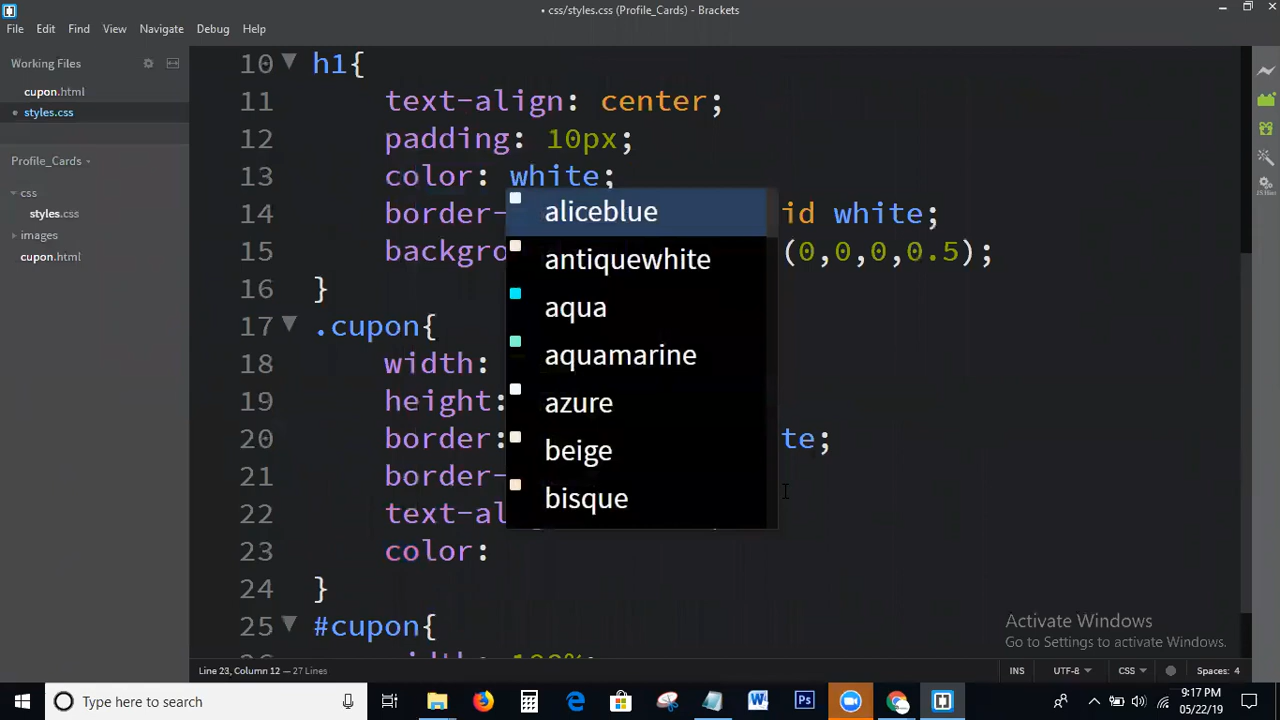 • css/styles.css (Profile_Cards) - Brackets
File Edit Find View Navigate Debug Help
Working Files
cupon.html
styles.css
Profile_Cards
css
styles.css
images
cupon.html
10 h1{
11 text-align: center;
12 padding: 10px;
13 color: white;
14 border- id white;
15 backgro (0,0,0,0.5);
16 }
17 .cupon{
18 width:
19 height:
20 border: te;
21 border-
22 text-al
23 color:
24 }
25 #cupon{
aliceblue
antiquewhite
aqua
aquamarine
azure
beige
bisque
Activate Windows
Go to Settings to activate Windows.
Line 23, Column 12 — 27 Lines
INS UTF-8 CSS Spaces: 4
Type here to search
9:17 PM
05/22/19